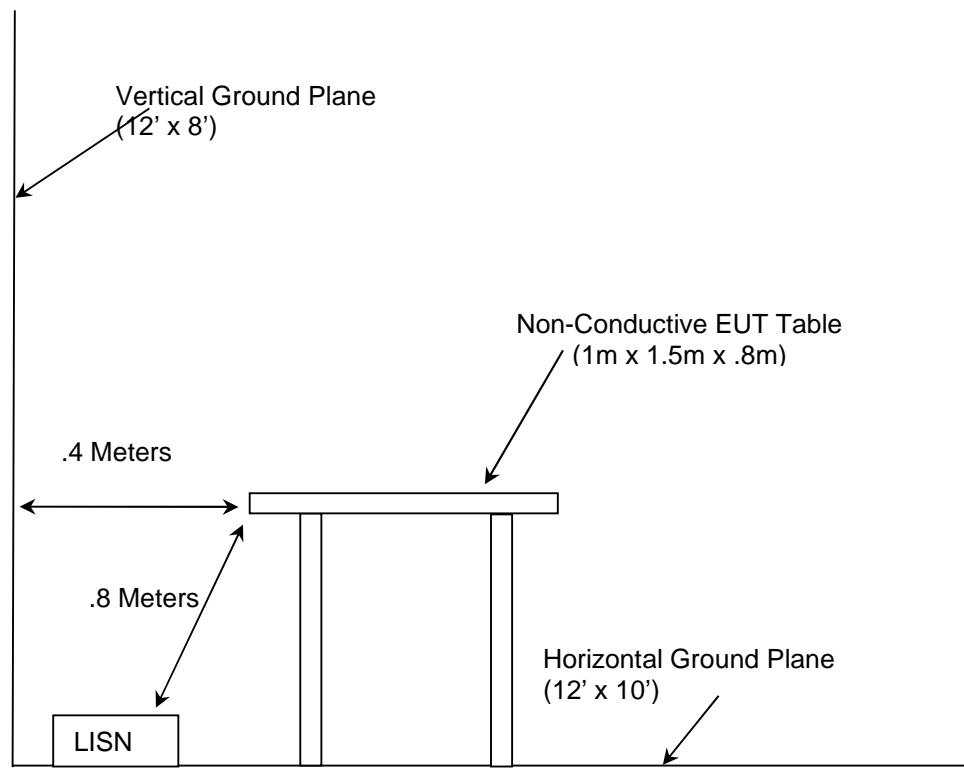 Vertical Ground Plane
(12’ x 8’)
Non-Conductive EUT Table
(1m x 1.5m x .8m)
.4 Meters
.8 Meters
Horizontal Ground Plane
(12’ x 10’)
LISN